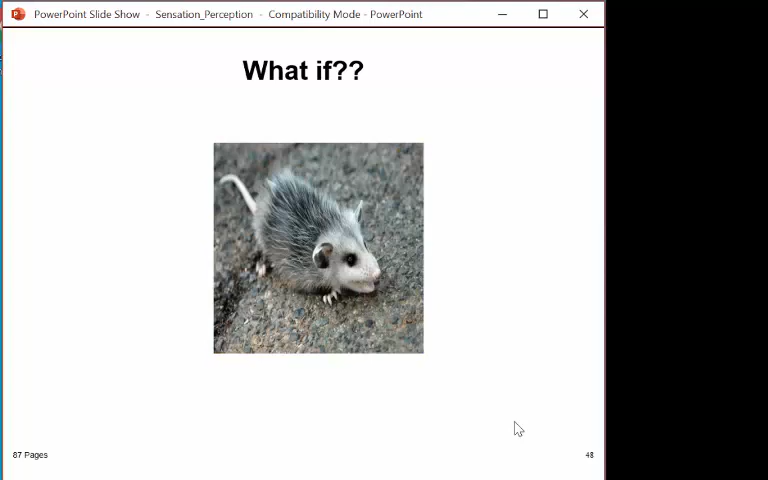 PowerPoint Slide Show - Sensation_Perception - Compatibility Mode - PowerPoint
What if??
87 Pages
48